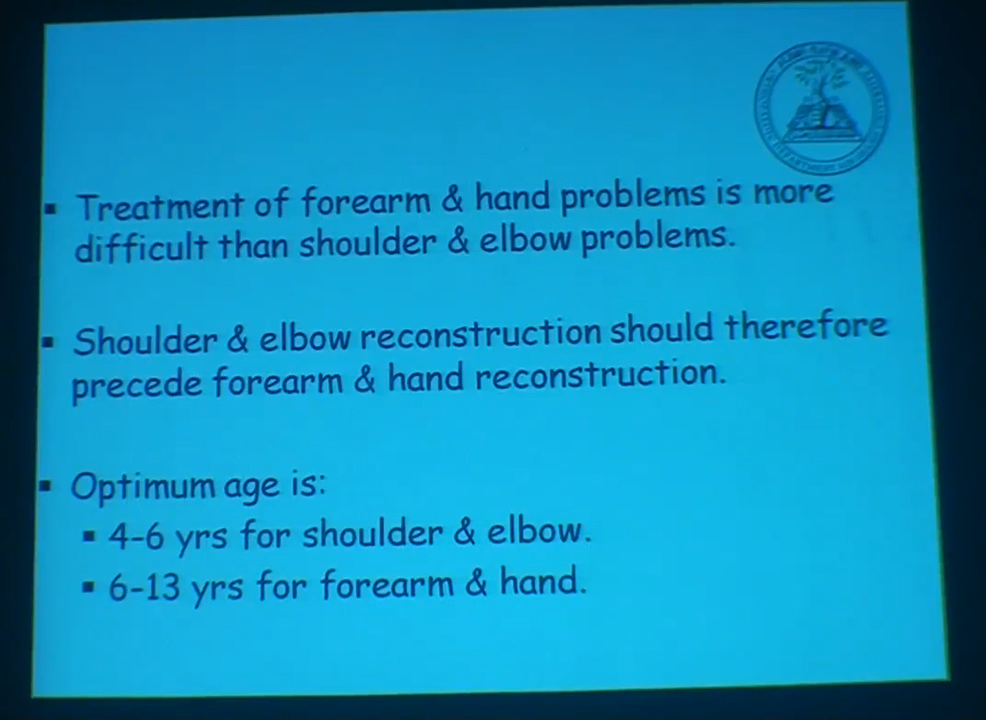 ▪ Treatment of forearm & hand problems is more
difficult than shoulder & elbow problems.
▪ Shoulder & elbow reconstruction should therefore
precede forearm & hand reconstruction.
▪ Optimum age is:
▪ 4-6 yrs for shoulder & elbow.
▪ 6-13 yrs for forearm & hand.